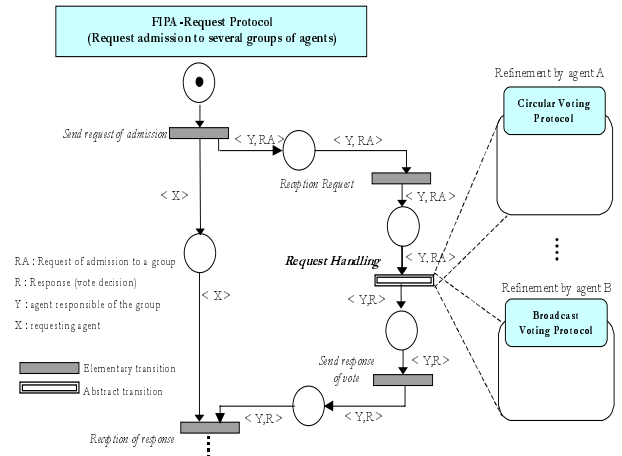 FIPA-Request Protocol
(Request admission to several groups of agents)
Refinement by agent A
Circular Voting
Protocol
Send request of admission
< Y, RA >
< Y, RA >
Reception Request
< X >
< Y, RA >
RA : Request of admission to a group
R : Response (vote decision)
Y : agent responsible of the group
X : requesting agent
Request Handling
< Y, RA >
< X >
< Y,R >
Refinement by agent B
Broadcast
Voting Protocol
Send response
of vote
< Y,R >
Elementary transition
Abstract transition
< Y,R >
< Y,R >
Reception of response